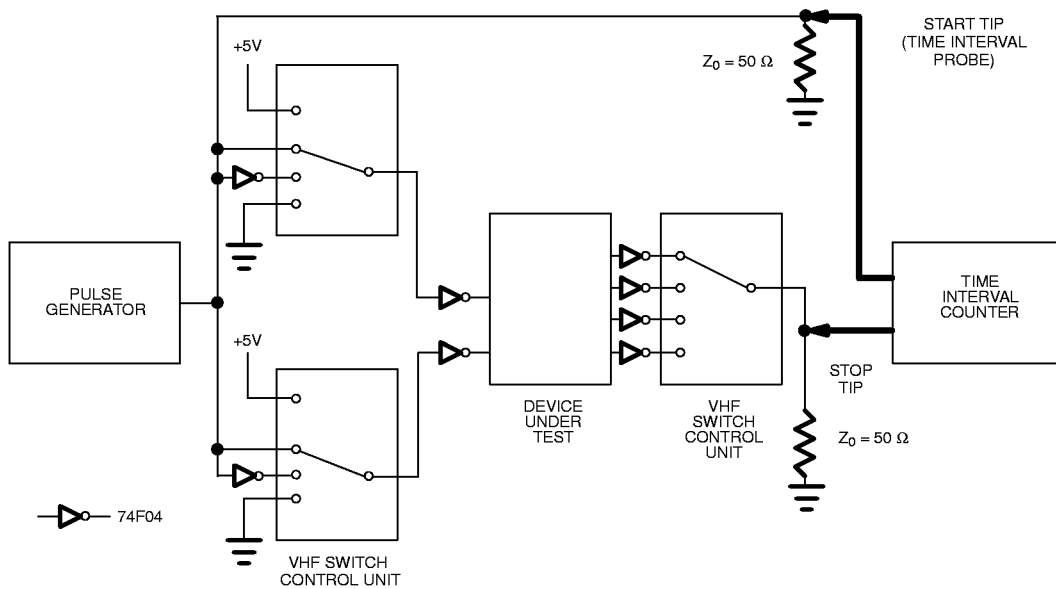 START TIP
(TIME INTERVAL
PROBE)
Z₀ = 50 Ω
+5V
PULSE
GENERATOR
TIME
INTERVAL
COUNTER
+5V
STOP
TIP
DEVICE
UNDER
TEST
VHF
SWITCH
CONTROL
UNIT
Z₀ = 50 Ω
74F04
VHF SWITCH
CONTROL UNIT